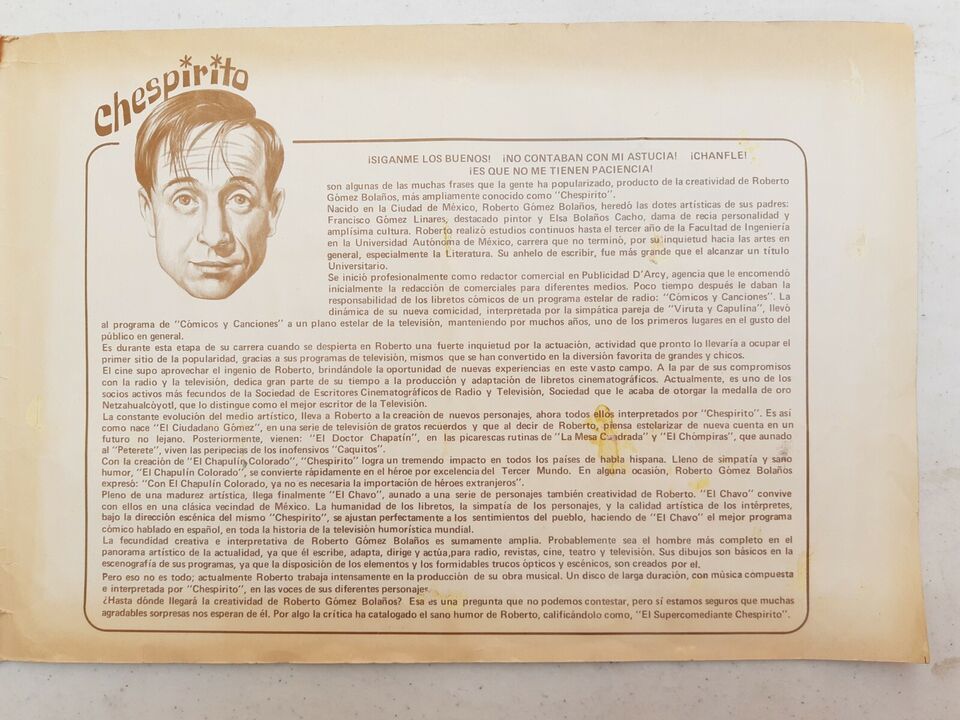 chespirito
¡SIGANME LOS BUENOS! ¡NO CONTABAN CON MI ASTUCIA! ¡CHANFLE!
¡ES QUE NO ME TIENEN PACIENCIA!
son algunas de las muchas frases que la gente ha popularizado, producto de la creatividad de Roberto
Gómez Bolaños, más ampliamente conocido como "Chespirito".
Nacido en la Ciudad de México, Roberto Gómez Bolaños, heredó las dotes artísticas de sus padres:
Francisco Gómez Linares, destacado pintor y Elsa Bolaños Cacho, dama de recia personalidad y
amplísima cultura. Roberto realizó estudios continuos hasta el tercer año de la Facultad de Ingeniería
en la Universidad Autonóma de México, carrera que no terminó, por su inquietud hacia las artes en
general, especialmente la Literatura. Su anhelo de escribir, fue más grande que el alcanzar un título
Universitario.
Se inició profesionalmente como redactor comercial en Publicidad D'Arcy, agencia que le encomendó
inicialmente la redacción de comerciales para diferentes medios. Poco tiempo después le daban la
responsabilidad de los libretos cómicos de un programa estelar de radio: "Cómicos y Canciones". La
dinámica de su nueva comicidad, interpretada por la simpática pareja de "Viruta y Capulina", llevó
al programa de "Cómicos y Canciones" a un plano estelar de la televisión, manteniendo por muchos años, uno de los primeros lugares en el gusto del
público en general.
Es durante esta etapa de su carrera cuando se despierta en Roberto una fuerte inquietud por la actuación, actividad que pronto lo llevaría a ocupar el
primer sitio de la popularidad, gracias a sus programas de televisión, mismos que se han convertido en la diversión favorita de grandes y chicos.
El cine supo aprovechar el ingenio de Roberto, brindándole la oportunidad de nuevas experiencias en este vasto campo. A la par de sus compromisos
con la radio y la televisión, dedica gran parte de su tiempo a la producción y adaptación de libretos cinematográficos. Actualmente, es uno de los
socios activos más fecundos de la Sociedad de Escritores Cinematográficos de Radio y Televisión, Sociedad que le acaba de otorgar la medalla de oro
Netzahualcòyotl, que lo distingue como el mejor escritor de la Televisión.
La constante evolución del medio artístico, lleva a Roberto a la creación de nuevos personajes, ahora todos ellos interpretados por "Chespirito". Es así
como nace "El Ciudadano Gómez", en una serie de televisión de gratos recuerdos y que al decir de Roberto, piensa estelarizar de nueva cuenta en un
futuro no lejano. Posteriormente, vienen: "El Doctor Chapatín", en las picarescas rutinas de "La Mesa Cuadrada" y "El Chómpiras", que aunado
al "Peterete", viven las peripecias de los inofensivos "Caquitos".
Con la creación de "El Chapulín Colorado", "Chespirito" logra un tremendo impacto en todos los países de habla hispana. Lleno de simpatía y sano
humor, "El Chapulín Colorado", se convierte rápidamente en el héroe por excelencia del Tercer Mundo. En alguna ocasión, Roberto Gómez Bolaños
expresó: "Con El Chapulín Colorado, ya no es necesaria la importación de héroes extranjeros".
Pleno de una madurez artística, llega finalmente "El Chavo", aunado a una serie de personajes también creatividad de Roberto. "El Chavo" convive
con ellos en una clásica vecindad de México. La humanidad de los libretos, la simpatía de los personajes, y la calidad artística de los intérpretes,
bajo la dirección escénica del mismo "Chespirito", se ajustan perfectamente a los sentimientos del pueblo, haciendo de "El Chavo" el mejor programa
cómico hablado en español, en toda la historia de la televisión humorística mundial.
La fecundidad creativa e interpretativa de Roberto Gómez Bolaños es sumamente amplia. Probablemente sea el hombre más completo en el
panorama artístico de la actualidad, ya que él escribe, adapta, dirige y actúa,para radio, revistas, cine, teatro y televisión. Sus dibujos son básicos en la
escenografía de sus programas, ya que la disposición de los elementos y los formidables trucos ópticos y escénicos, son creados por el.
Pero eso no es todo; actualmente Roberto trabaja intensamente en la producción de su obra musical. Un disco de larga duración, con música compuesta
e interpretada por "Chespirito", en las voces de sus diferentes personajes
¿Hasta dónde llegará la creatividad de Roberto Gómez Bolaños? Esa es una pregunta que no podemos contestar, pero sí estamos seguros que muchas
agradables sorpresas nos esperan de él. Por algo la crítica ha catalogado el sano humor de Roberto, calificándolo como, "El Supercomediante Chespirito".